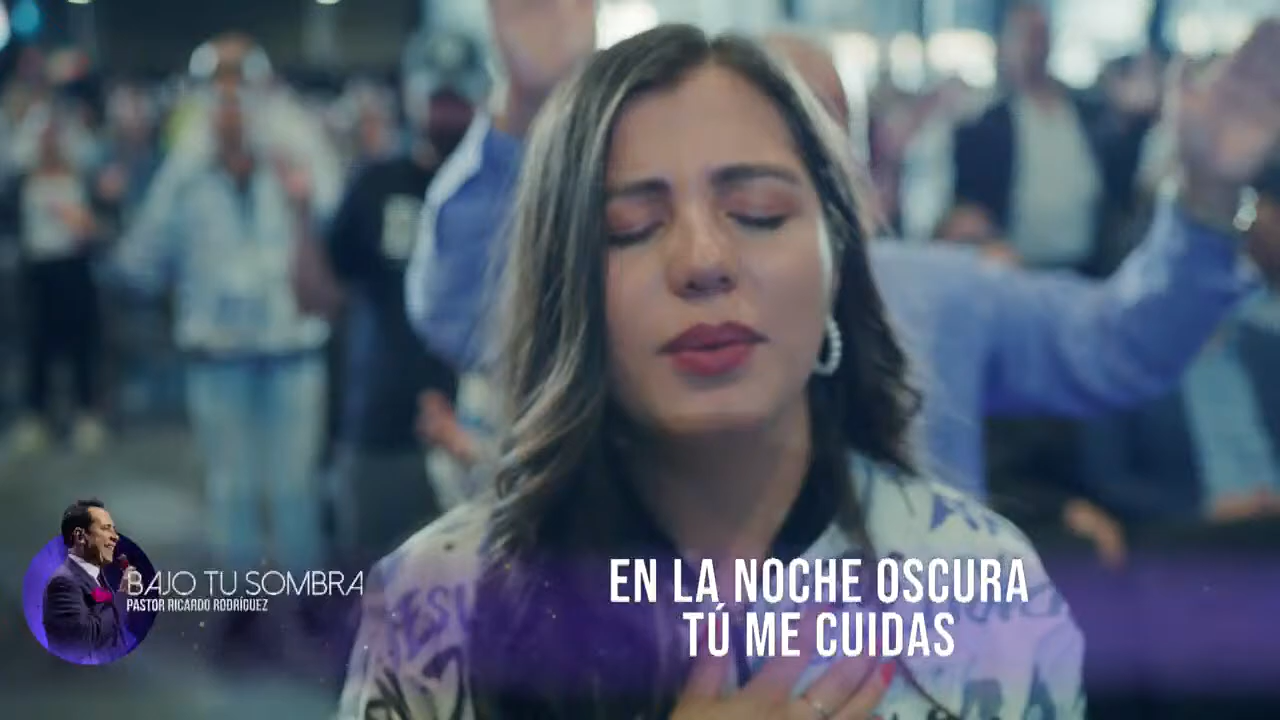 BAJO TU SOMBRA
PASTOR RICARDO RODRÍGUEZ
EN LA NOCHE OSCURA
TÚ ME CUIDAS